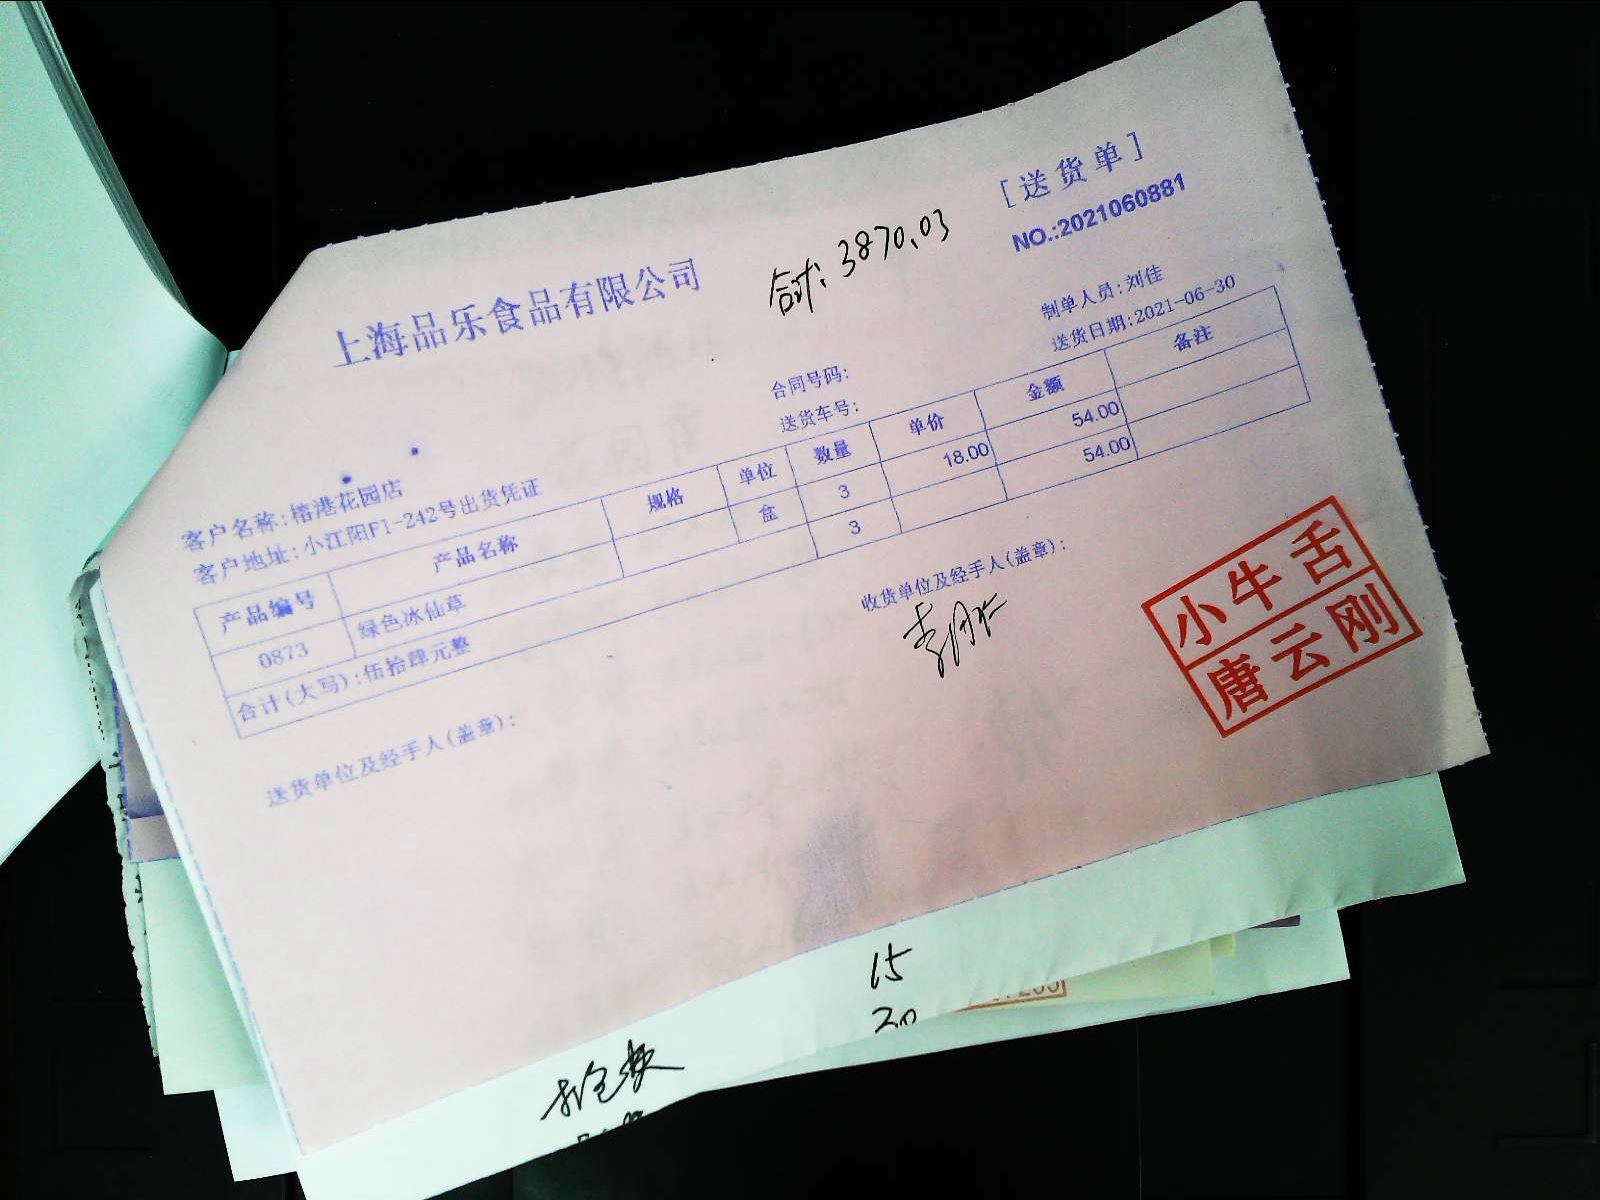 上海品乐食品有限公司
合计:3870.03
[送货单]
NO.:2021060881
制单人员:刘佳
合同号码:
送货日期:2021-06-30
送货车号:
客户名称:榕港花园店
客户地址:小江阳F1-242号出货凭证
产品编号 产品名称 规格 单位 数量 单价 金额 备注
0873 绿色冰仙草 盒 3 18.00 54.00
合计(大写):伍拾肆元整 3 54.00
送货单位及经手人(盖章):
收货单位及经手人(盖章):
小牛舌
唐云刚
15
20